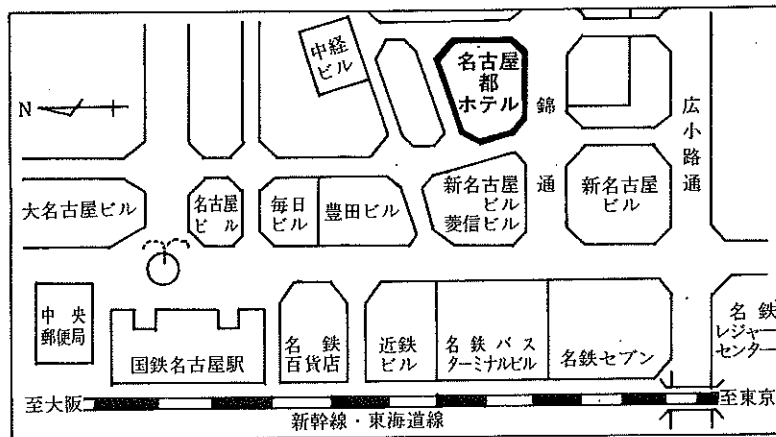 中経
ビル
名古屋
都
ホテル
N
錦
通
広小路通
大名古屋ビル
名古屋
ビル
毎日
ビル
豊田ビル
新名古屋
ビル
菱信ビル
新名古屋
ビル
中央
郵便局
国鉄名古屋駅
名鉄
百貨店
近鉄
ビル
名鉄バス
ターミナルビル
名鉄セブン
名鉄
レジャー
センター
至大阪
至東京
新幹線・東海道線